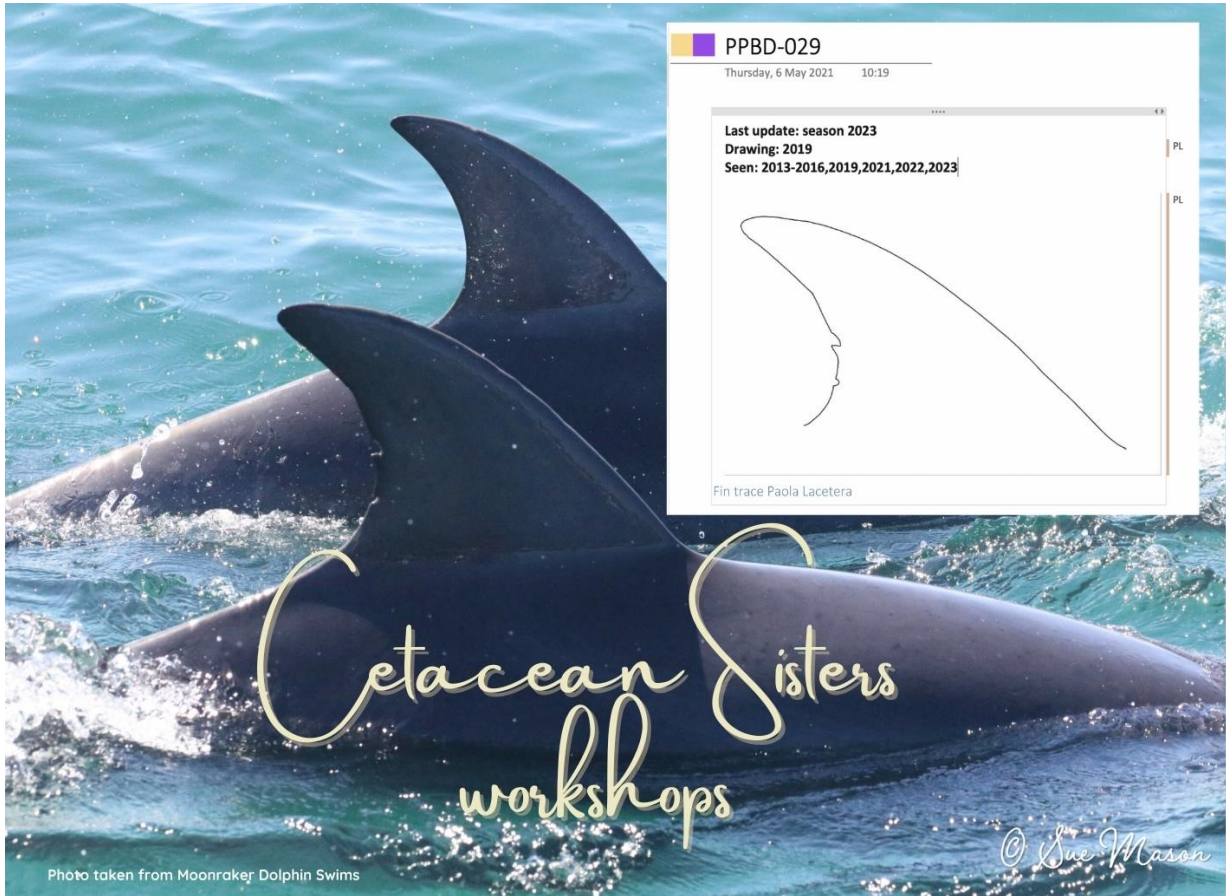 PPBD-029
Thursday, 6 May 2021 10:19
Last update: season 2023
Drawing: 2019
Seen: 2013-2016,2019,2021,2022,2023
PL
PL
Fin trace Paola Lacetera
Cetacean Sisters
workshops
© Sue Mason
Photo taken from Moonraker Dolphin Swims